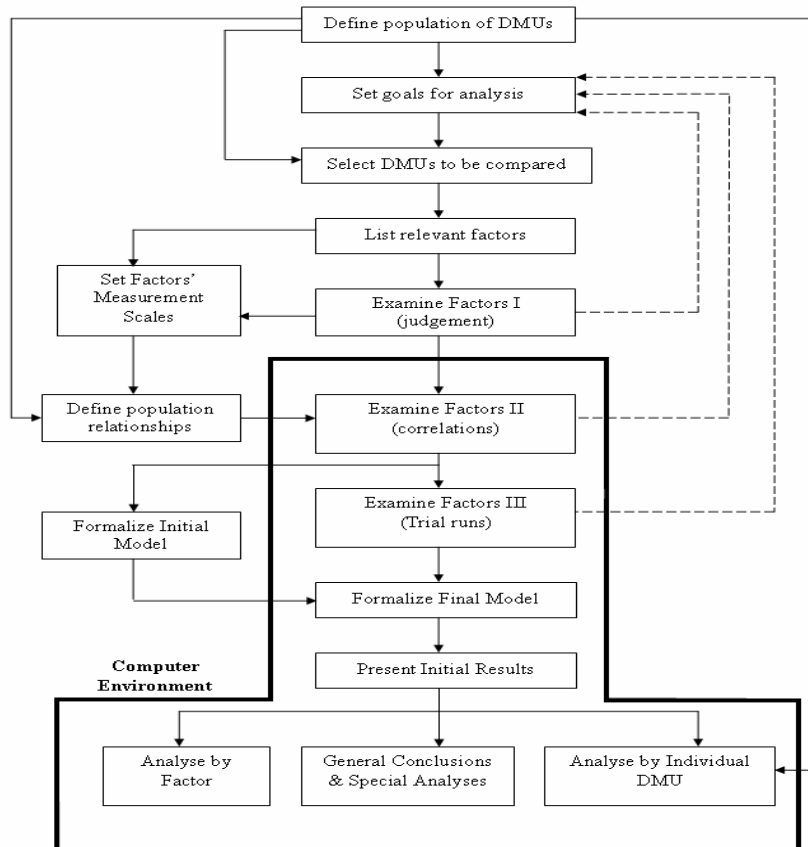 Define population of DMUs
Set goals for analysis
Select DMUs to be compared
List relevant factors
Set Factors'
Measurement
Scales
Examine Factors I
(judgement)
Define population
relationships
Examine Factors II
(correlations)
Examine Factors III
(Trial runs)
Formalize Initial
Model
Formalize Final Model
Computer
Environment
Present Initial Results
Analyse by
Factor
General Conclusions
& Special Analyses
Analyse by Individual
DMU